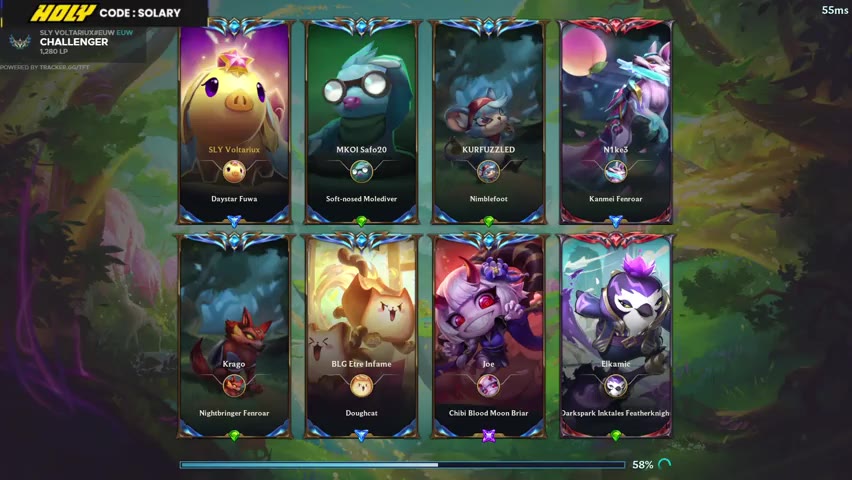 HOLY CODE : SOLARY
55ms
SLY VOLTARIUX#EUW EUW
CHALLENGER
1,280 LP
POWERED BY TRACKER.GG/TFT
SLY Voltariux
Daystar Fuwa
MKOI Safo20
Soft-nosed Molediver
KURFUZZLED
Nimblefoot
N1ke3
Kanmei Fenroar
Krago
Nightbringer Fenroar
BLG Etre Infame
Doughcat
Joe
Chibi Blood Moon Briar
Elkamic
Darkspark Inktales Featherknigh
58%